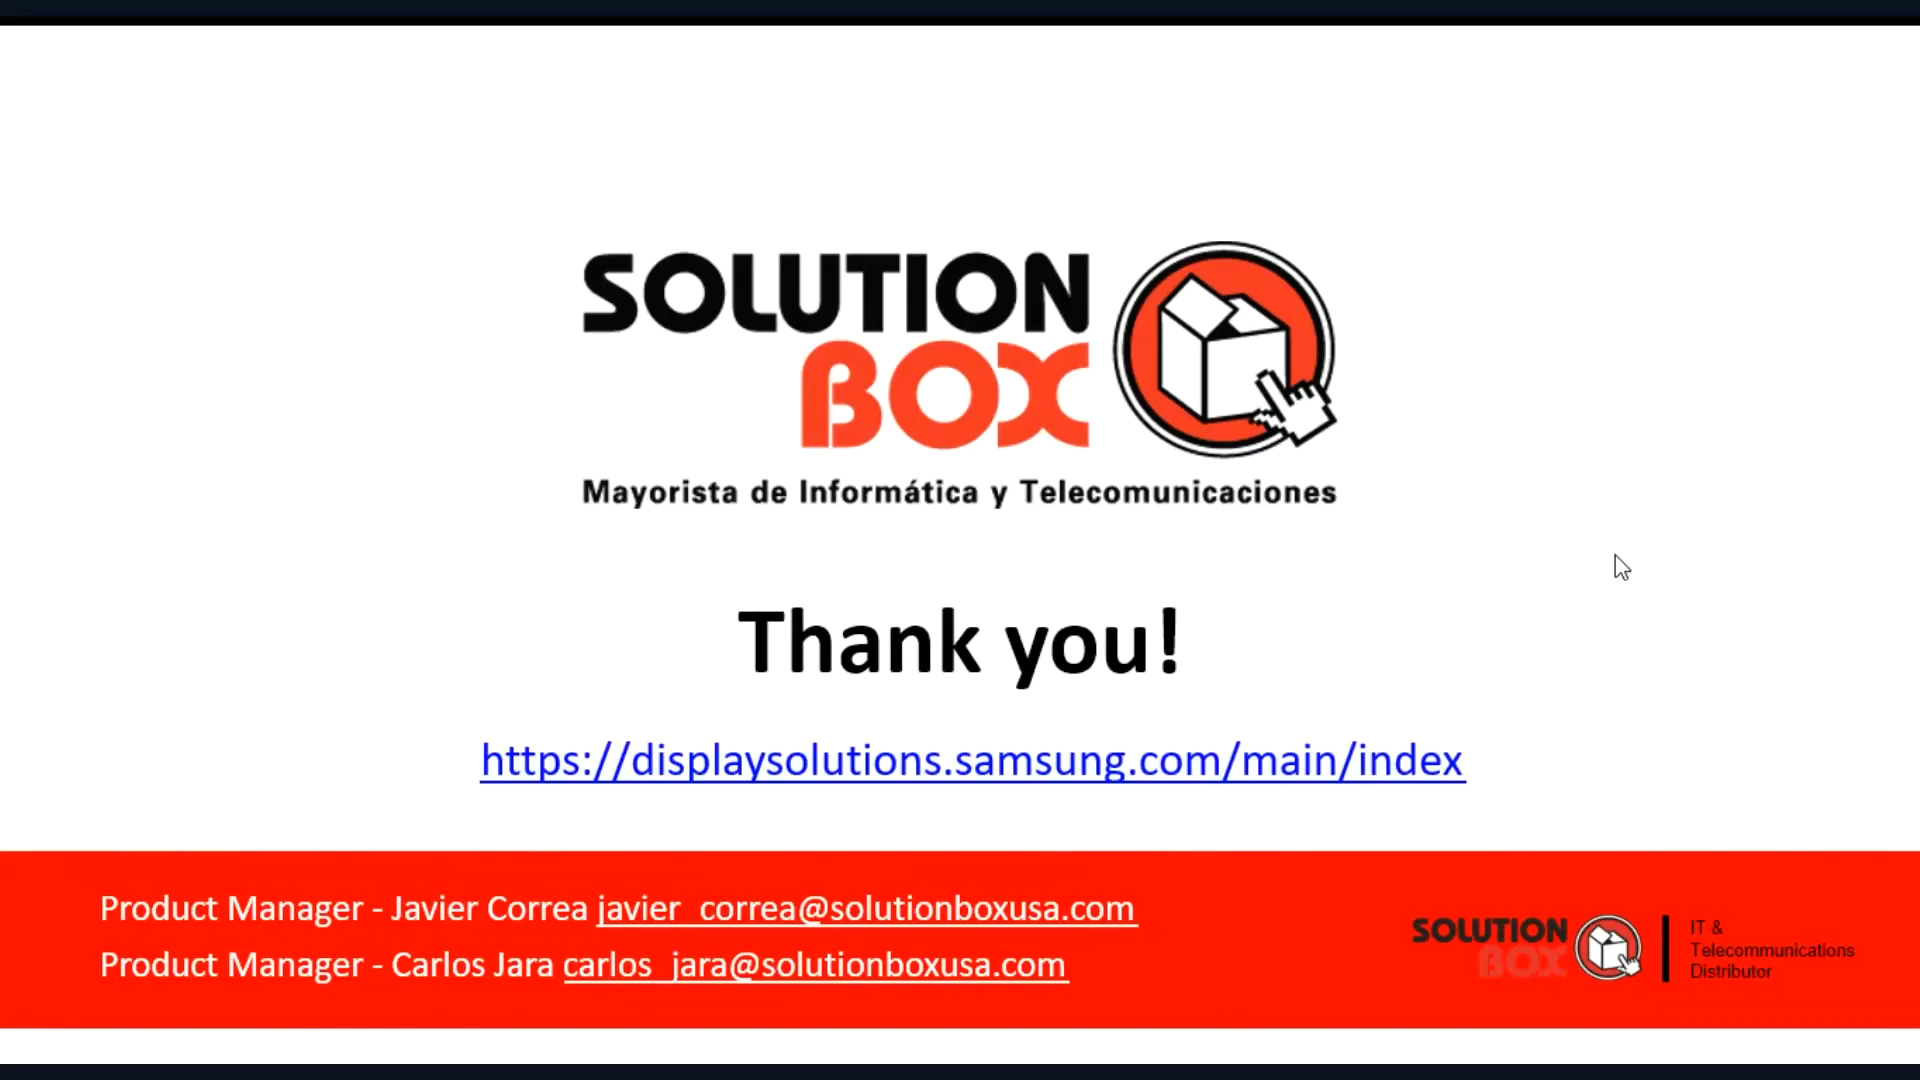 SOLUTION
BOX
Mayorista de Informática y Telecomunicaciones
Thank you!
https://displaysolutions.samsung.com/main/index
Product Manager - Javier Correa javier_correa@solutionboxusa.com
Product Manager - Carlos Jara carlos_jara@solutionboxusa.com
SOLUTION
BOX
IT &
Telecommunications
Distributor